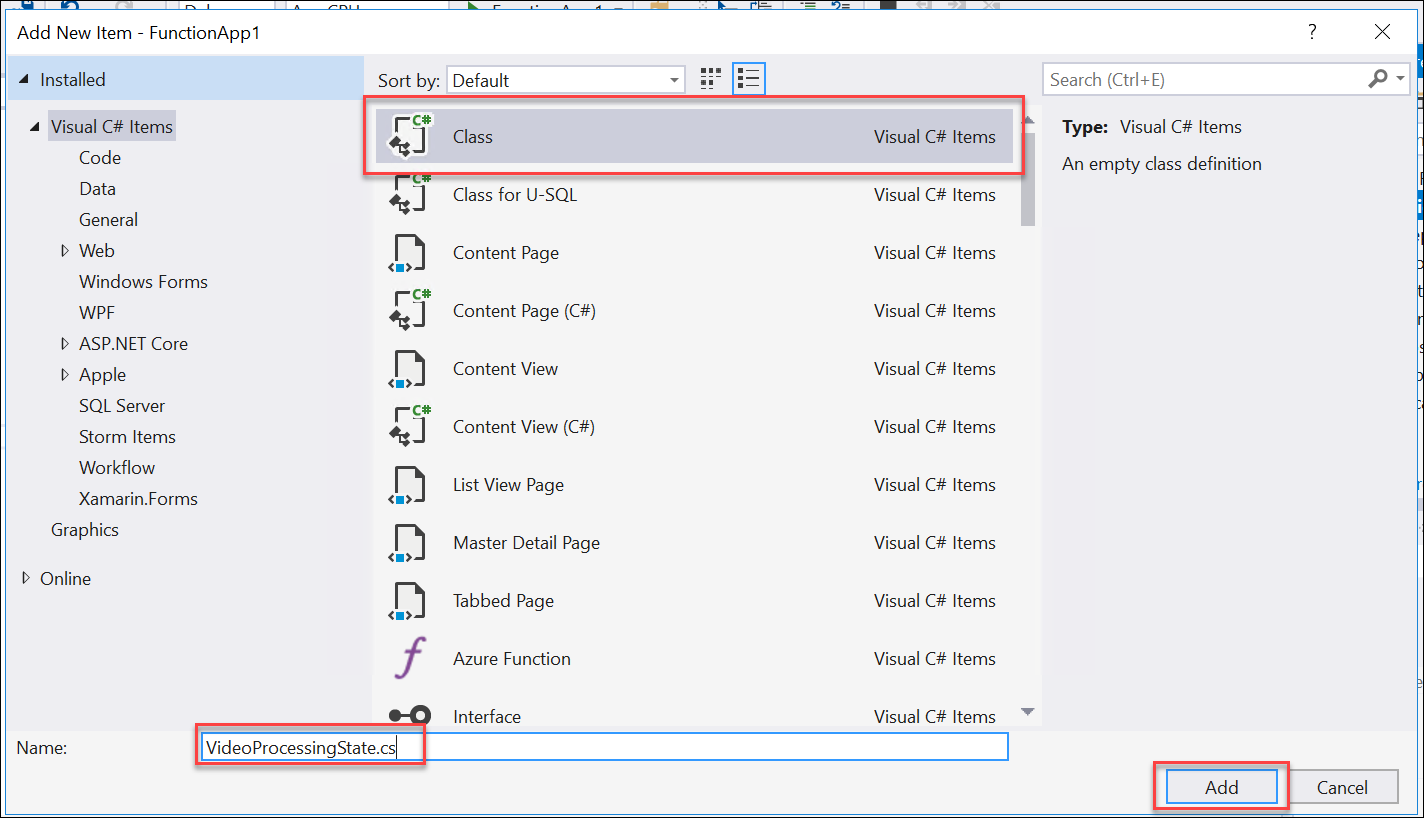 Add New Item - FunctionApp1
?
Installed
Sort by: Default
Search (Ctrl+E)
Visual C# Items
Code
Data
General
Web
Windows Forms
WPF
ASP.NET Core
Apple
SQL Server
Storm Items
Workflow
Xamarin.Forms
Graphics
Online
C# Class Visual C# Items
C# Class for U-SQL Visual C# Items
Content Page Visual C# Items
C# Content Page (C#) Visual C# Items
Content View Visual C# Items
C# Content View (C#) Visual C# Items
List View Page Visual C# Items
Master Detail Page Visual C# Items
Tabbed Page Visual C# Items
Azure Function Visual C# Items
Interface Visual C# Items
Type: Visual C# Items
An empty class definition
Name: VideoProcessingState.cs
Add Cancel